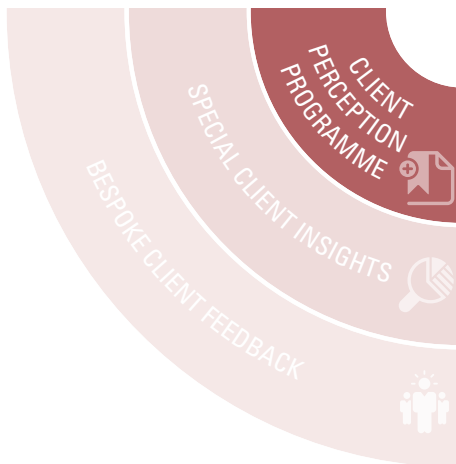 CLIENT
PERCEPTION
PROGRAMME
SPECIAL CLIENT INSIGHTS
BESPOKE CLIENT FEEDBACK